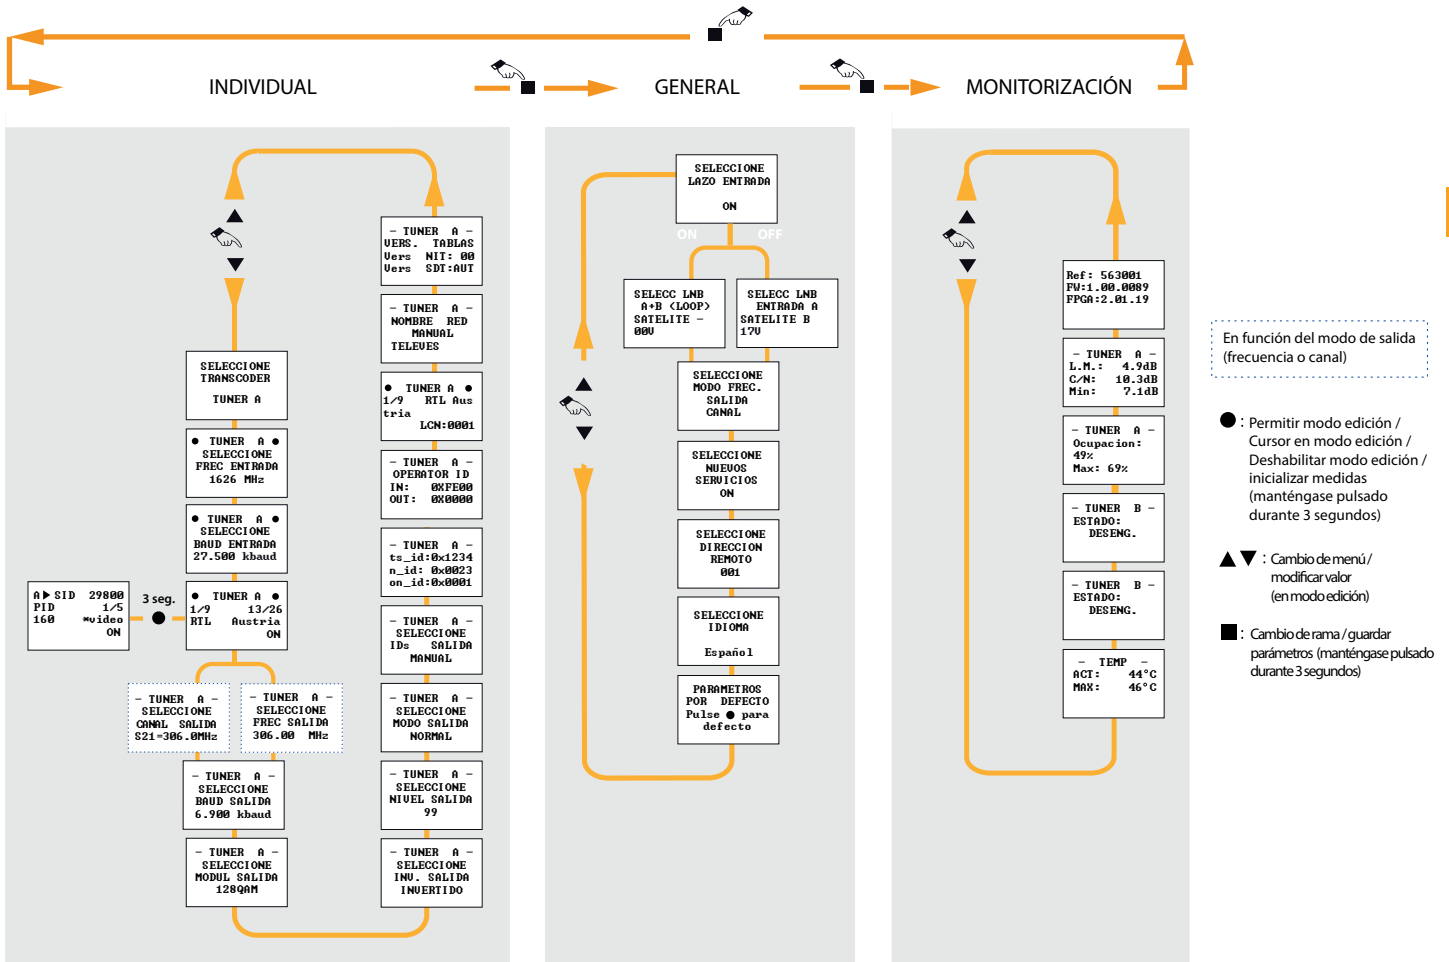 INDIVIDUAL
GENERAL
MONITORIZACIÓN
SELECCIONE
TRANSCODER
TUNER A
● TUNER A ●
SELECCIONE
FREC ENTRADA
1626 MHz
● TUNER A ●
SELECCIONE
BAUD ENTRADA
27.500 kbaud
● TUNER A ●
1/9 13/26
RTL Austria
ON
3 seg.
A▶SID 29800
PID 1/5
160 *video
ON
- TUNER A -
SELECCIONE
CANAL SALIDA
S21=306.0MHz
- TUNER A -
SELECCIONE
FREC SALIDA
306.00 MHz
- TUNER A -
SELECCIONE
BAUD SALIDA
6.900 kbaud
- TUNER A -
SELECCIONE
MODUL SALIDA
128QAM
- TUNER A -
VERS. TABLAS
Vers NIT: 00
Vers SDT:AUT
- TUNER A -
NOMBRE RED
MANUAL
TELEVES
● TUNER A ●
1/9 RTL Aus
tria
LCN:0001
- TUNER A -
OPERATOR ID
IN: 0XFE00
OUT: 0X0000
- TUNER A -
ts_id:0x1234
n_id: 0x0023
on_id:0x0001
- TUNER A -
SELECCIONE
IDs SALIDA
MANUAL
- TUNER A -
SELECCIONE
MODO SALIDA
NORMAL
- TUNER A -
SELECCIONE
NIVEL SALIDA
99
- TUNER A -
SELECCIONE
INV. SALIDA
INVERTIDO
SELECCIONE
LAZO ENTRADA
ON
ON
OFF
SELECC LNB
A+B (LOOP)
SATELITE -
00V
SELECC LNB
ENTRADA A
SATELITE B
17V
SELECCIONE
MODO FREC.
SALIDA
CANAL
SELECCIONE
NUEVOS
SERVICIOS
ON
SELECCIONE
DIRECCION
REMOTO
001
SELECCIONE
IDIOMA
Español
PARAMETROS
POR DEFECTO
Pulse ● para
defecto
Ref: 563001
FW:1.00.0089
FPGA:2.01.19
- TUNER A -
L.M.: 4.9dB
C/N: 10.3dB
Min: 7.1dB
- TUNER A -
Ocupacion:
49%
Max: 69%
- TUNER B -
ESTADO:
DESENG.
- TUNER B -
ESTADO:
DESENG.
- TEMP -
ACT: 44°C
MAX: 46°C
En función del modo de salida
(frecuencia o canal)
● : Permitir modo edición /
Cursor en modo edición /
Deshabilitar modo edición /
inicializar medidas
(manténgase pulsado
durante 3 segundos)
▲▼ : Cambio de menú /
modificar valor
(en modo edición)
■ : Cambio de rama / guardar
parámetros (manténgase pulsado
durante 3 segundos)